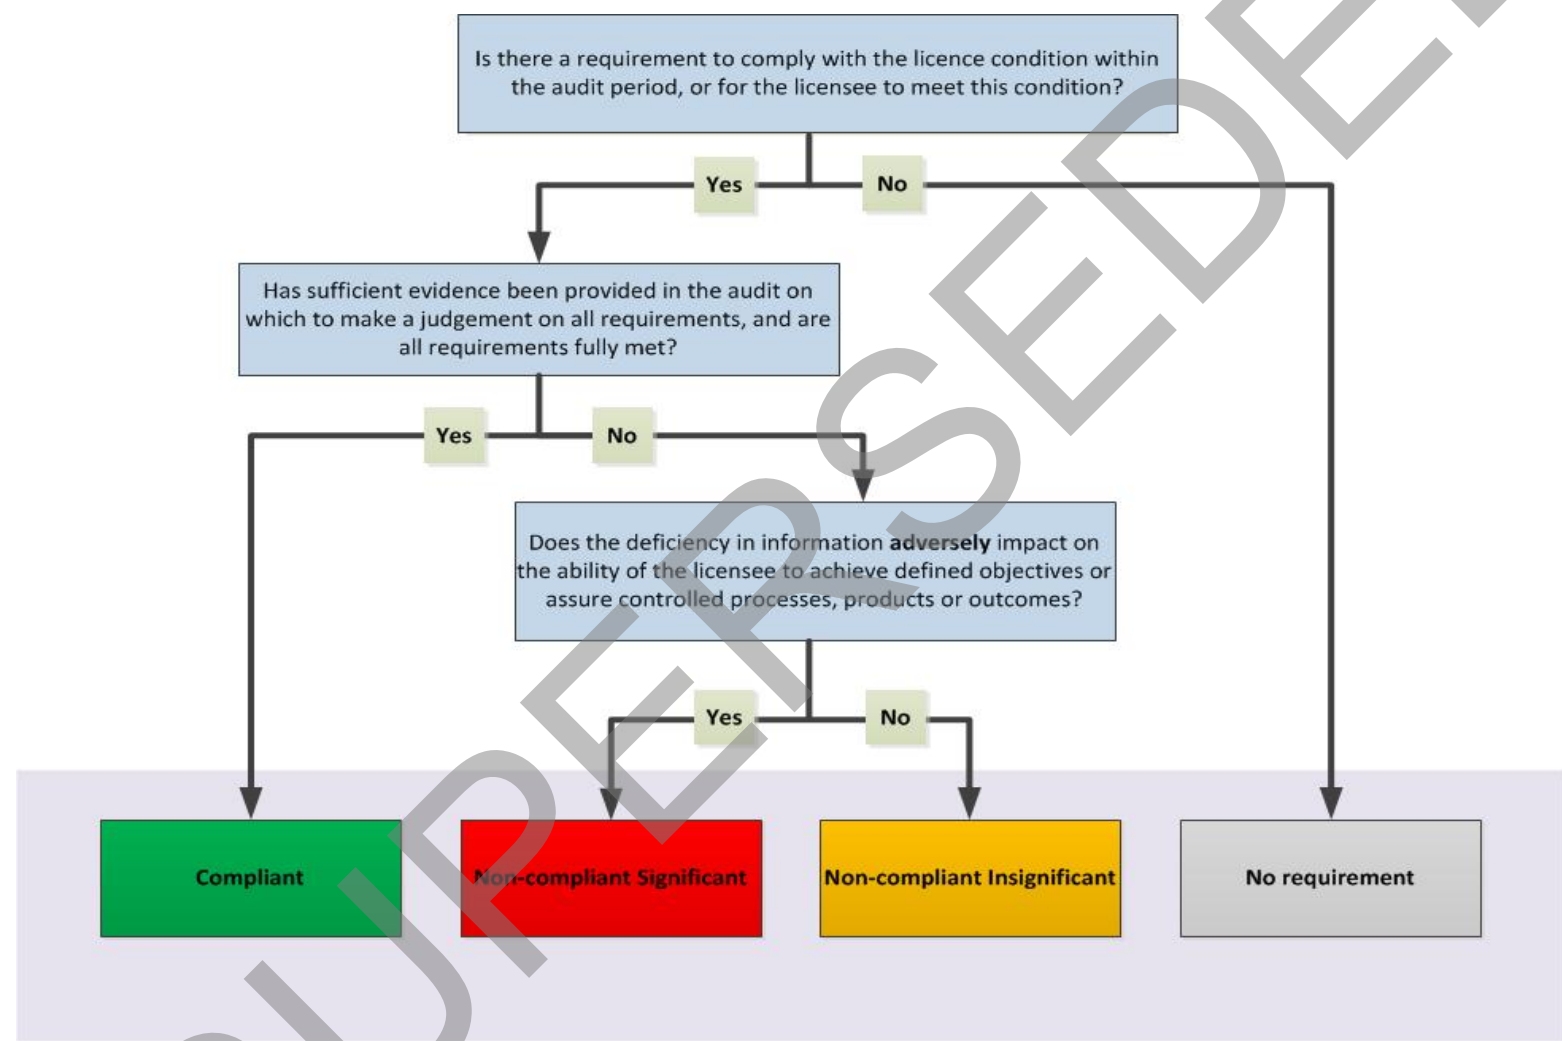 Is there a requirement to comply with the licence condition within
the audit period, or for the licensee to meet this condition?
Yes
No
Has sufficient evidence been provided in the audit on
which to make a judgement on all requirements, and are
all requirements fully met?
Yes
No
Does the deficiency in information adversely impact on
the ability of the licensee to achieve defined objectives or
assure controlled processes, products or outcomes?
Yes
No
Compliant
Non-compliant Significant
Non-compliant Insignificant
No requirement
SUPERSEDED